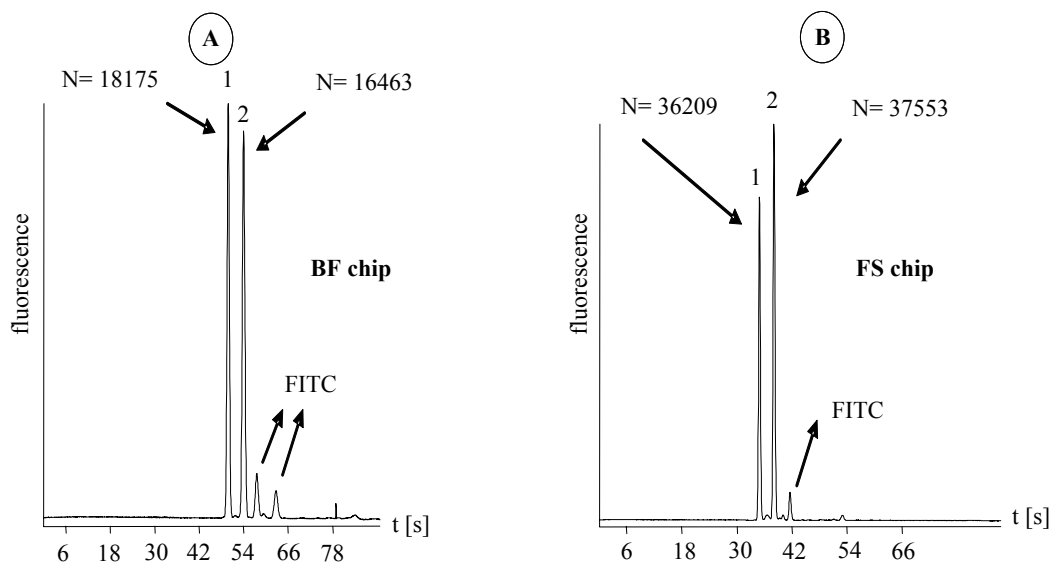 A
N= 18175
1
N= 16463
2
fluorescence
BF chip
FITC
t [s]
6 18 30 42 54 66 78
B
2
N= 36209
N= 37553
1
fluorescence
FS chip
FITC
t [s]
6 18 30 42 54 66